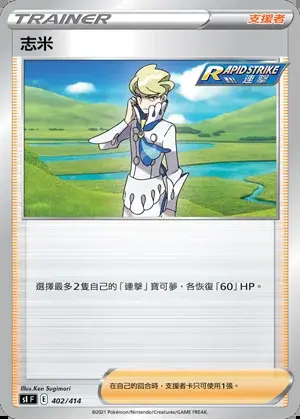 TRAINER
支援者
志米
RAPID STRIKE
連擊
選擇最多2隻自己的「連擊」寶可夢，各恢復「60」HP。
Illus.Ken Sugimori
在自己的回合時，支援者卡只可使用1張。
sI F E 402/414
©2021 Pokémon/Nintendo/Creatures/GAME FREAK.